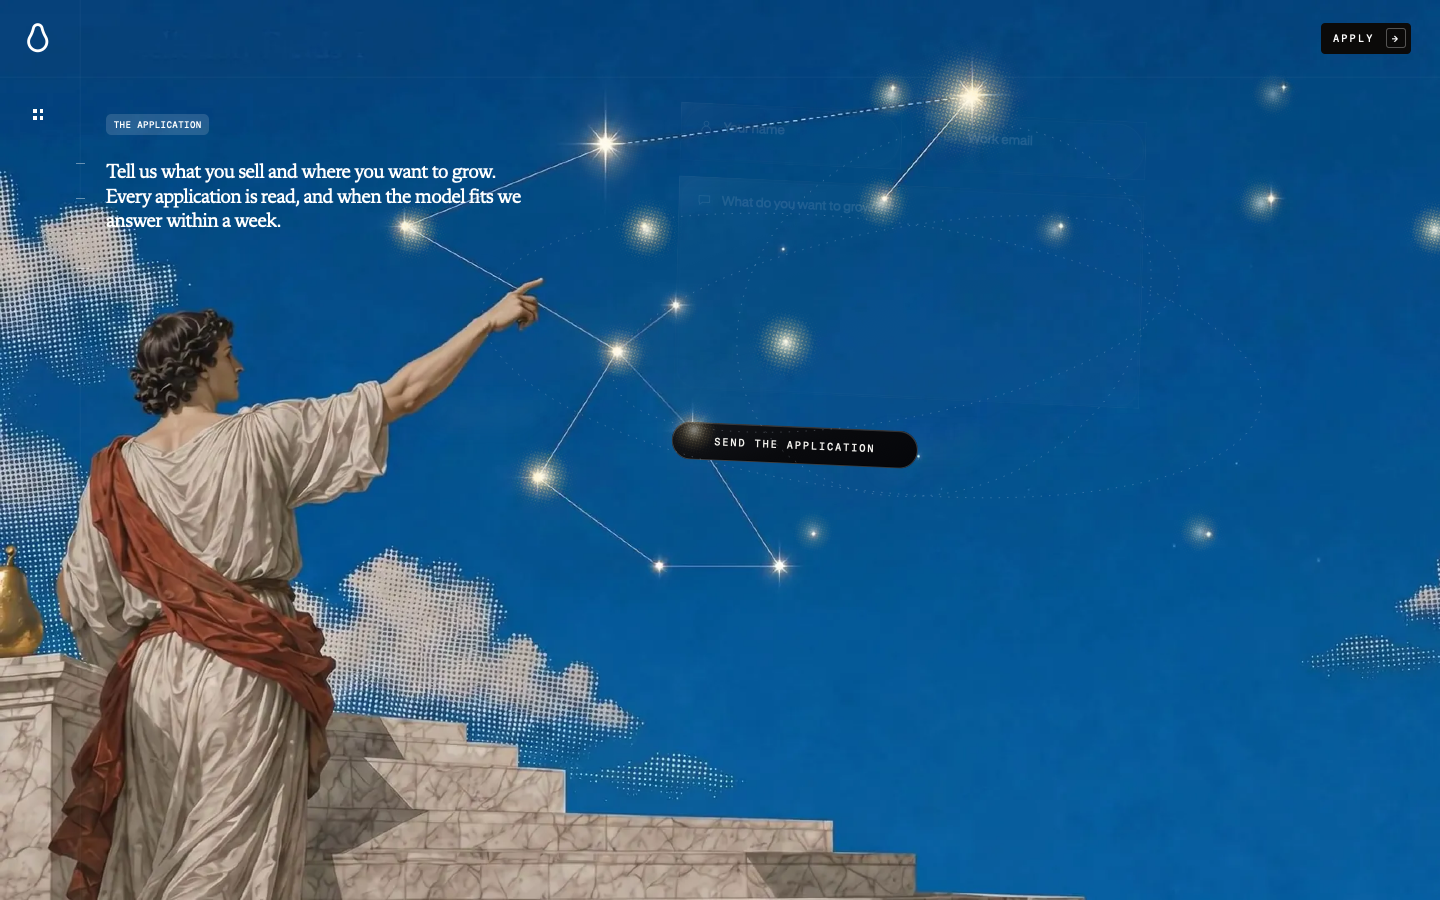 APPLY
THE APPLICATION
Tell us what you sell and where you want to grow.
Every application is read, and when the model fits we
answer within a week.
Your name
Work email
What do you want to grow
SEND THE APPLICATION